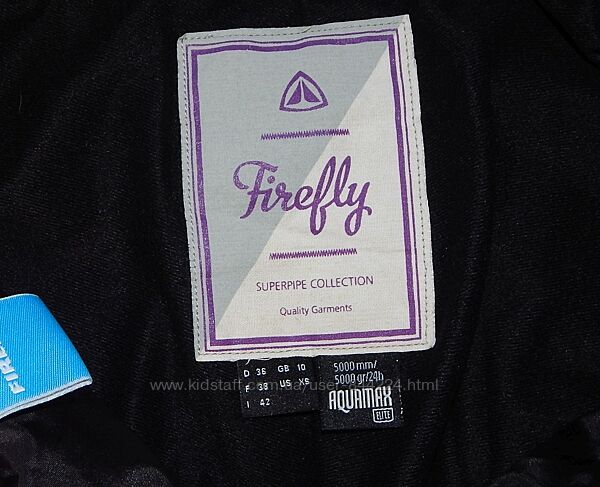 Firefly
SUPERPIPE COLLECTION
Quality Garments
D 36 GB 10
F 38 US XS
I 42
5000 mm/
5000 gr/24h
AQUAMAX
ELITE
FIRE